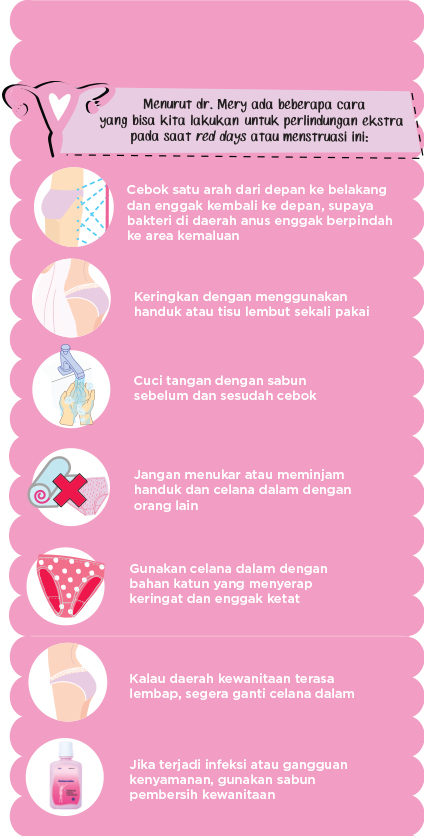 Menurut dr. Mery ada beberapa cara
yang bisa kita lakukan untuk perlindungan ekstra
pada saat red days atau menstruasi ini:
Cebok satu arah dari depan ke belakang
dan enggak kembali ke depan, supaya
bakteri di daerah anus enggak berpindah
ke area kemaluan
Keringkan dengan menggunakan
handuk atau tisu lembut sekali pakai
Cuci tangan dengan sabun
sebelum dan sesudah cebok
Jangan menukar atau meminjam
handuk dan celana dalam dengan
orang lain
Gunakan celana dalam dengan
bahan katun yang menyerap
keringat dan enggak ketat
Kalau daerah kewanitaan terasa
lembap, segera ganti celana dalam
Jika terjadi infeksi atau gangguan
kenyamanan, gunakan sabun
pembersih kewanitaan